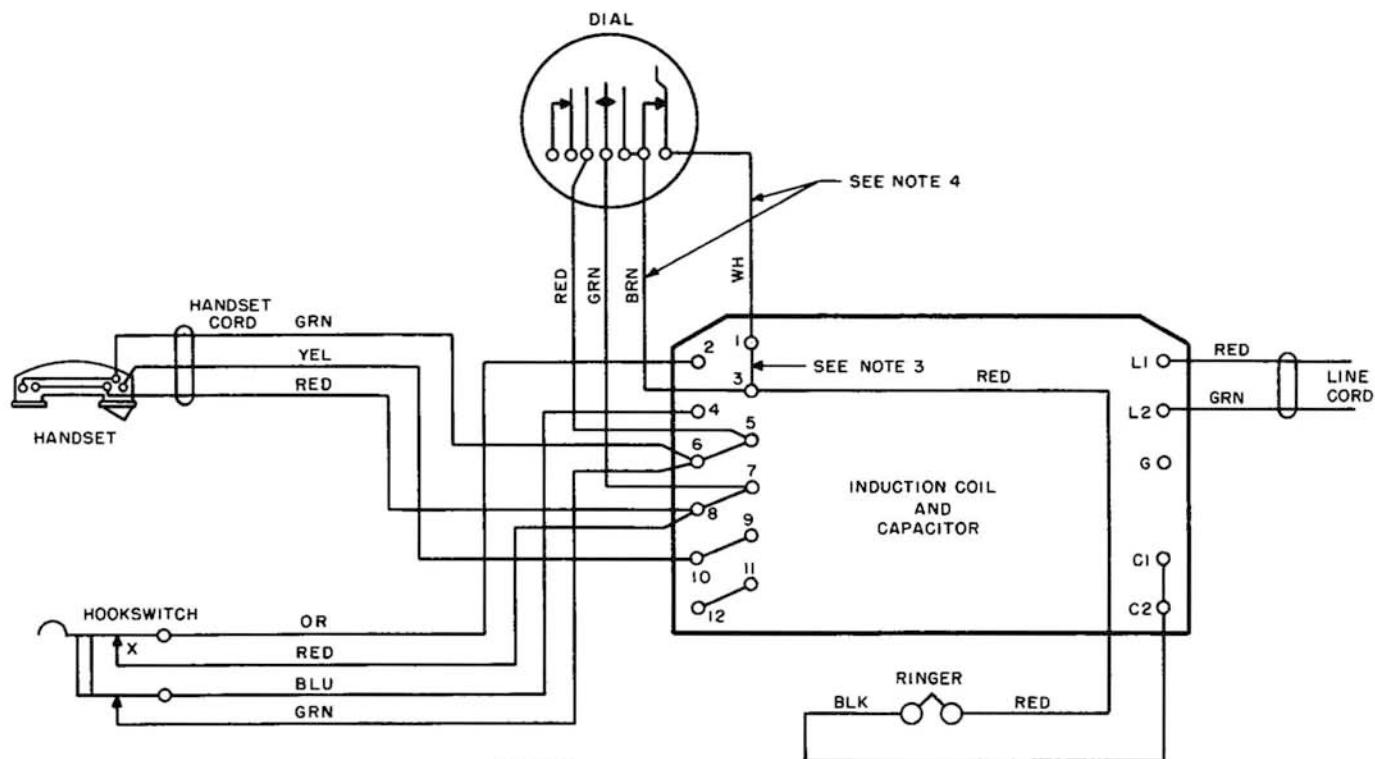 DIAL
SEE NOTE 4
RED
GRN
BRN
WH
HANDSET
CORD
GRN
YEL
RED
HANDSET
1
2
SEE NOTE 3
3
RED
4
5
6
7
8
9
10
11
12
INDUCTION COIL
AND
CAPACITOR
L1
RED
L2
GRN
LINE
CORD
G
C1
C2
HOOKSWITCH
OR
X
RED
BLU
GRN
RINGER
BLK
RED